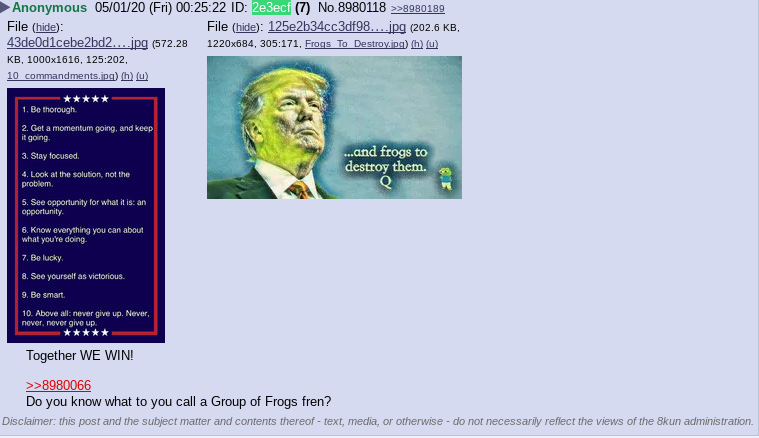 Anonymous 05/01/20 (Fri) 00:25:22 ID: 2e3ecf (7) No.8980118 >>8980189
File (hide):
43de0d1cebe2bd2….jpg (572.28
KB, 1000x1616, 125:202,
10_commandments.jpg) (h) (u)
★★★★★
1. Be thorough.
2. Get a momentum going, and keep
it going.
3. Stay focused.
4. Look at the solution, not the
problem.
5. See opportunity for what it is: an
opportunity.
6. Know everything you can about
what you're doing.
7. Be lucky.
8. See yourself as victorious.
9. Be smart.
10. Above all: never give up. Never,
never, never give up.
★★★★★
File (hide): 125e2b34cc3df98….jpg (202.6 KB,
1220x684, 305:171, Frogs_To_Destroy.jpg) (h) (u)
...and frogs to
destroy them.
Q
Together WE WIN!
>>8980066
Do you know what to you call a Group of Frogs fren?
Disclaimer: this post and the subject matter and contents thereof - text, media, or otherwise - do not necessarily reflect the views of the 8kun administration.